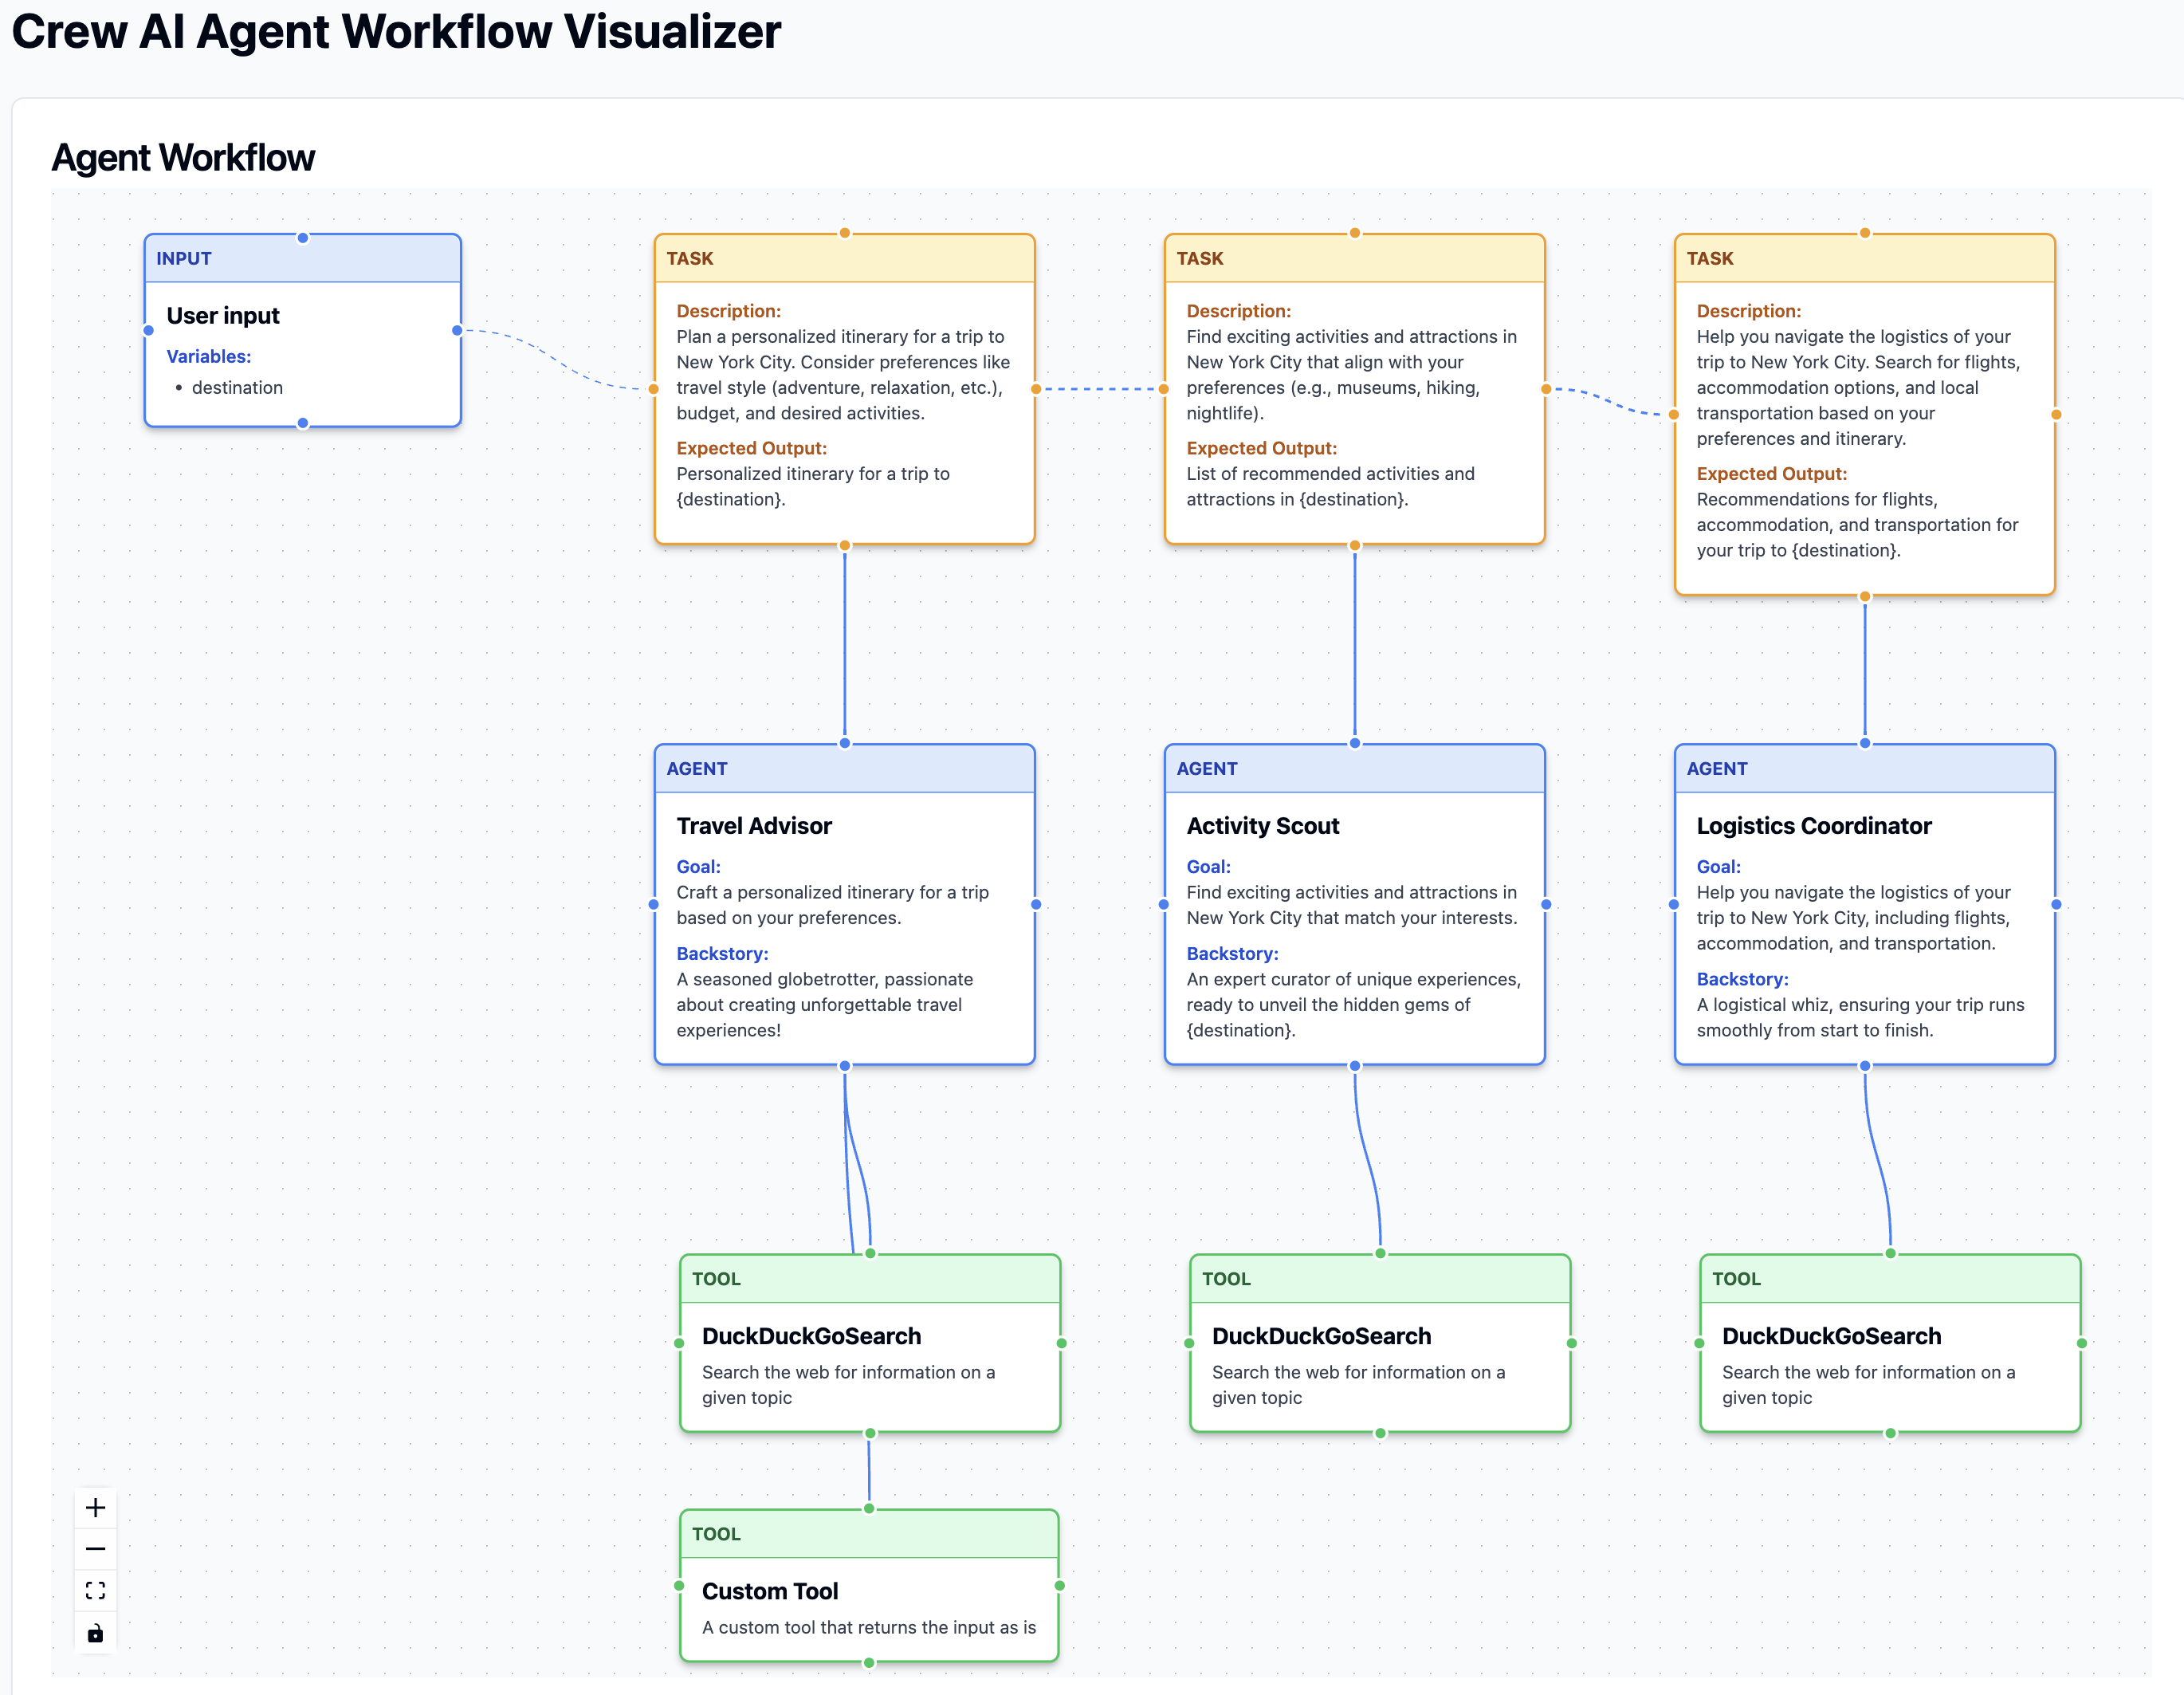 Crew AI Agent Workflow Visualizer
Agent Workflow
INPUT
User input
Variables:
• destination
TASK
Description:
Plan a personalized itinerary for a trip to
New York City. Consider preferences like
travel style (adventure, relaxation, etc.),
budget, and desired activities.
Expected Output:
Personalized itinerary for a trip to
{destination}.
TASK
Description:
Find exciting activities and attractions in
New York City that align with your
preferences (e.g., museums, hiking,
nightlife).
Expected Output:
List of recommended activities and
attractions in {destination}.
TASK
Description:
Help you navigate the logistics of your
trip to New York City. Search for flights,
accommodation options, and local
transportation based on your
preferences and itinerary.
Expected Output:
Recommendations for flights,
accommodation, and transportation for
your trip to {destination}.
AGENT
Travel Advisor
Goal:
Craft a personalized itinerary for a trip
based on your preferences.
Backstory:
A seasoned globetrotter, passionate
about creating unforgettable travel
experiences!
AGENT
Activity Scout
Goal:
Find exciting activities and attractions in
New York City that match your interests.
Backstory:
An expert curator of unique experiences,
ready to unveil the hidden gems of
{destination}.
AGENT
Logistics Coordinator
Goal:
Help you navigate the logistics of your
trip to New York City, including flights,
accommodation, and transportation.
Backstory:
A logistical whiz, ensuring your trip runs
smoothly from start to finish.
TOOL
DuckDuckGoSearch
Search the web for information on a
given topic
TOOL
DuckDuckGoSearch
Search the web for information on a
given topic
TOOL
DuckDuckGoSearch
Search the web for information on a
given topic
TOOL
Custom Tool
A custom tool that returns the input as is